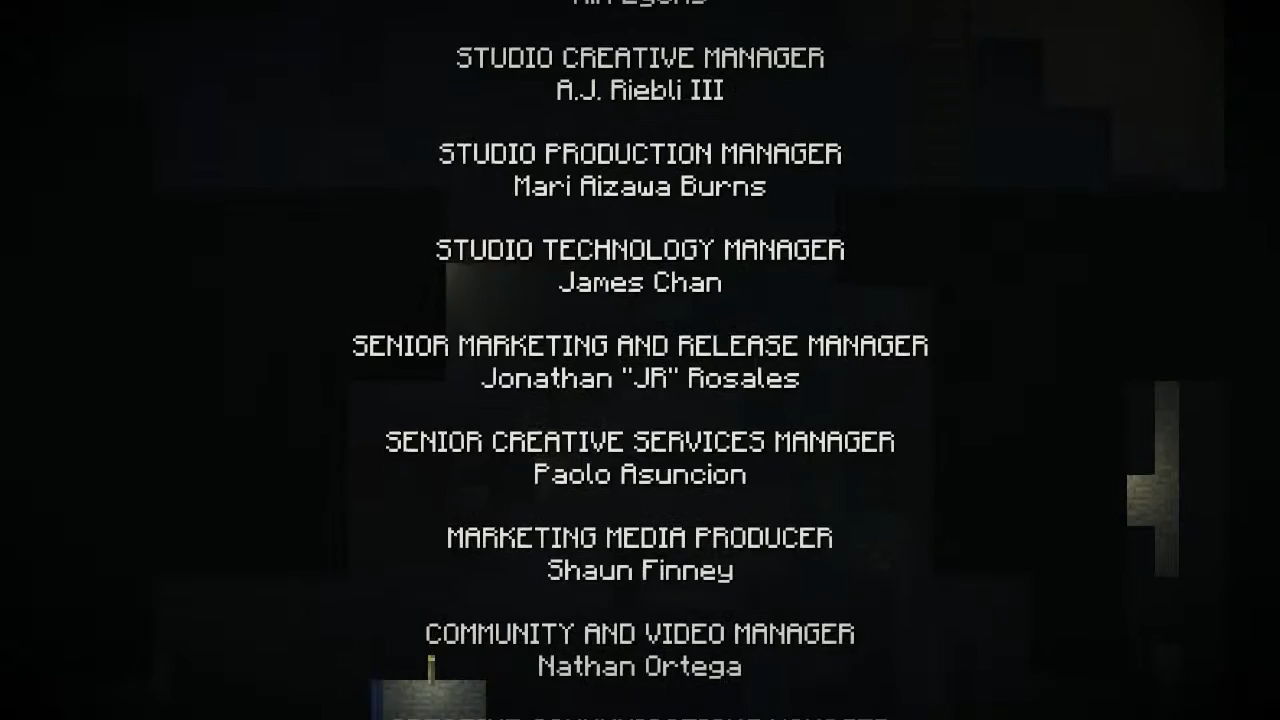 STUDIO CREATIVE MANAGER
A.J. Riebli III
STUDIO PRODUCTION MANAGER
Mari Aizawa Burns
STUDIO TECHNOLOGY MANAGER
James Chan
SENIOR MARKETING AND RELEASE MANAGER
Jonathan "JR" Rosales
SENIOR CREATIVE SERVICES MANAGER
Paolo Asuncion
MARKETING MEDIA PRODUCER
Shaun Finney
COMMUNITY AND VIDEO MANAGER
Nathan Ortega